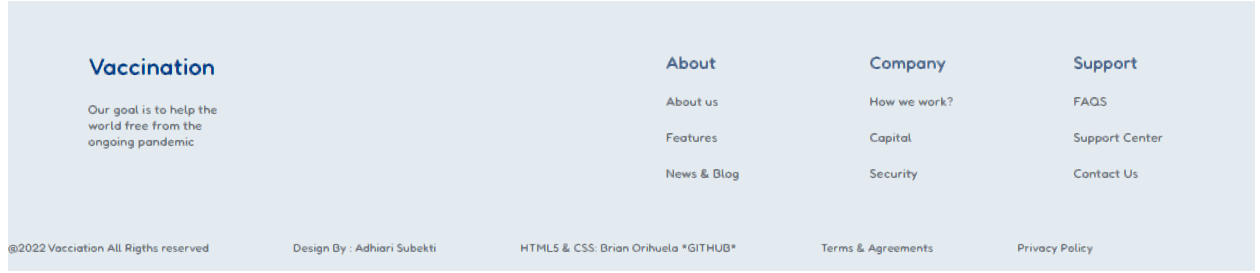 Vaccination
Our goal is to help the
world free from the
ongoing pandemic
About
About us
Features
News & Blog
Company
How we work?
Capital
Security
Support
FAQS
Support Center
Contact Us
@2022 Vacciation All Rigths reserved
Design By : Adhiari Subekti
HTML5 & CSS: Brian Orihuela *GITHUB*
Terms & Agreements
Privacy Policy